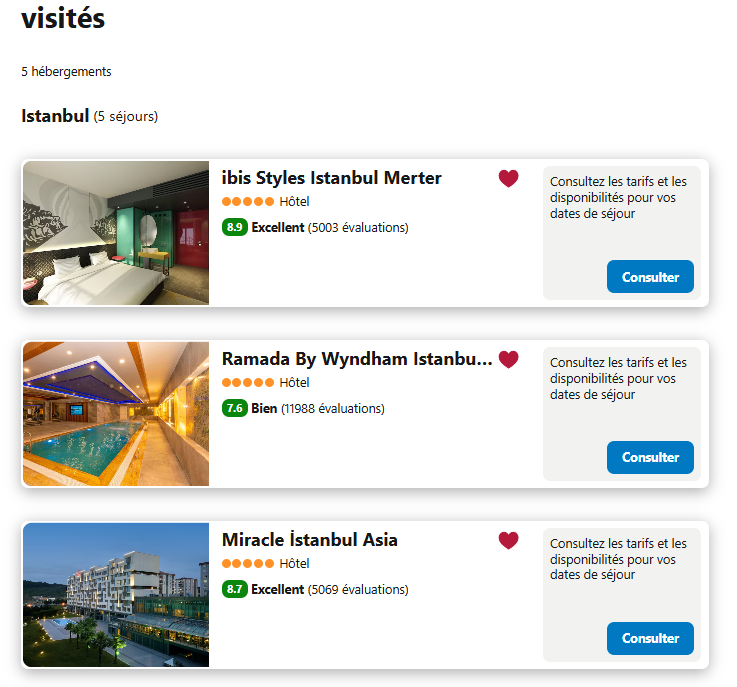 visités
5 hébergements
Istanbul (5 séjours)
ibis Styles Istanbul Merter
Hôtel
8.9 Excellent (5003 évaluations)
Consultez les tarifs et les
disponibilités pour vos
dates de séjour
Consulter
Ramada By Wyndham Istanbu...
Hôtel
7.6 Bien (11988 évaluations)
Consultez les tarifs et les
disponibilités pour vos
dates de séjour
Consulter
Miracle İstanbul Asia
Hôtel
8.7 Excellent (5069 évaluations)
Consultez les tarifs et les
disponibilités pour vos
dates de séjour
Consulter